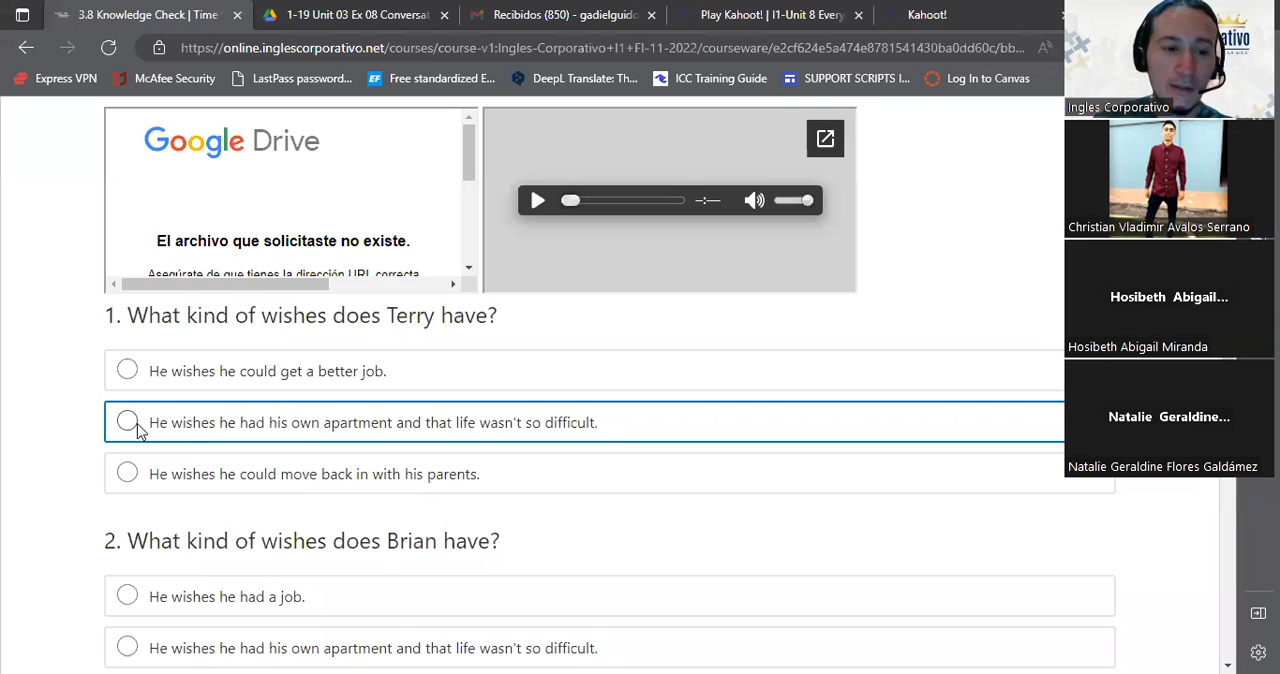 3.8 Knowledge Check | Time
1-19 Unit 03 Ex 08 Conversat
Recibidos (850) - gadielguido
Play Kahoot! | I1-Unit 8 Every
Kahoot!
https://online.inglescorporativo.net/courses/course-v1:Ingles-Corporativo+I1+FI-11-2022/courseware/e2cf624e5a474e8781541430ba0dd60c/bb...
Express VPN
McAfee Security
LastPass password...
Free standardized E...
DeepL Translate: Th...
ICC Training Guide
SUPPORT SCRIPTS I...
Log In to Canvas
Google Drive
El archivo que solicitaste no existe.
Asegúrate de que tienes la dirección URL correcta
1. What kind of wishes does Terry have?
He wishes he could get a better job.
He wishes he had his own apartment and that life wasn't so difficult.
He wishes he could move back in with his parents.
2. What kind of wishes does Brian have?
He wishes he had a job.
He wishes he had his own apartment and that life wasn't so difficult.
Ingles Corporativo
Christian Vladimir Avalos Serrano
Hosibeth Abigail...
Hosibeth Abigail Miranda
Natalie Geraldine...
Natalie Geraldine Flores Galdámez